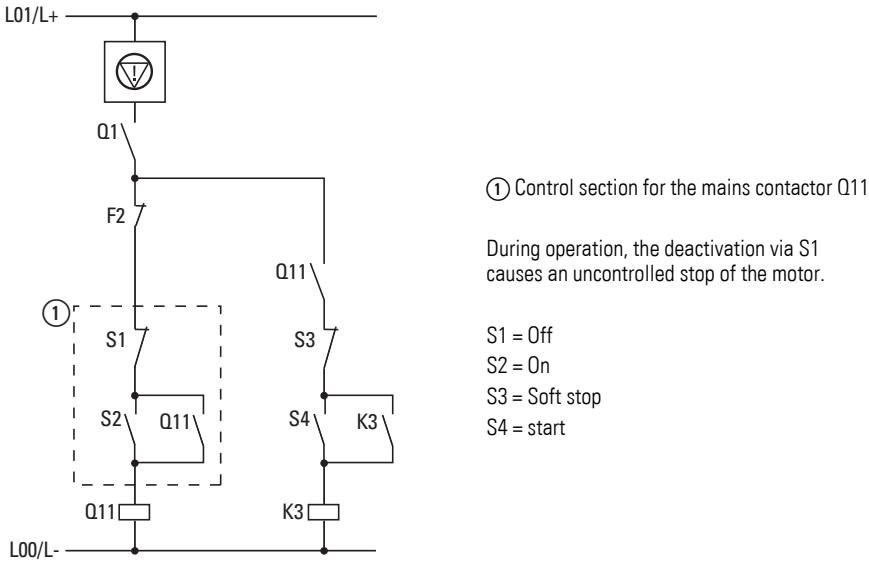 L01/L+
!
Q1
F2
Q11
1
S1
S3
S2
Q11
S4
K3
Q11
K3
L00/L-
1 Control section for the mains contactor Q11
During operation, the deactivation via S1
causes an uncontrolled stop of the motor.
S1 = Off
S2 = On
S3 = Soft stop
S4 = start